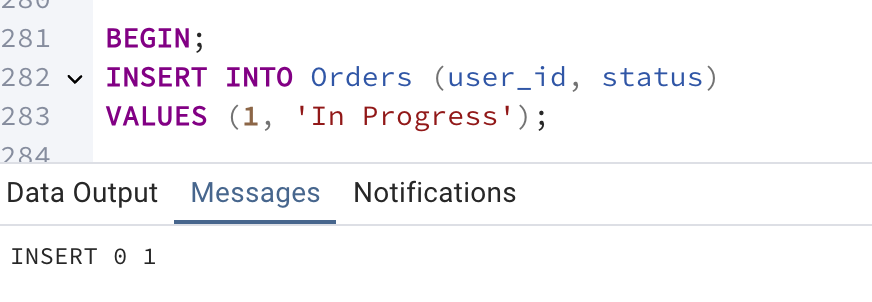 280
281 BEGIN;
282 INSERT INTO Orders (user_id, status)
283 VALUES (1, 'In Progress');
284
Data Output Messages Notifications
INSERT 0 1